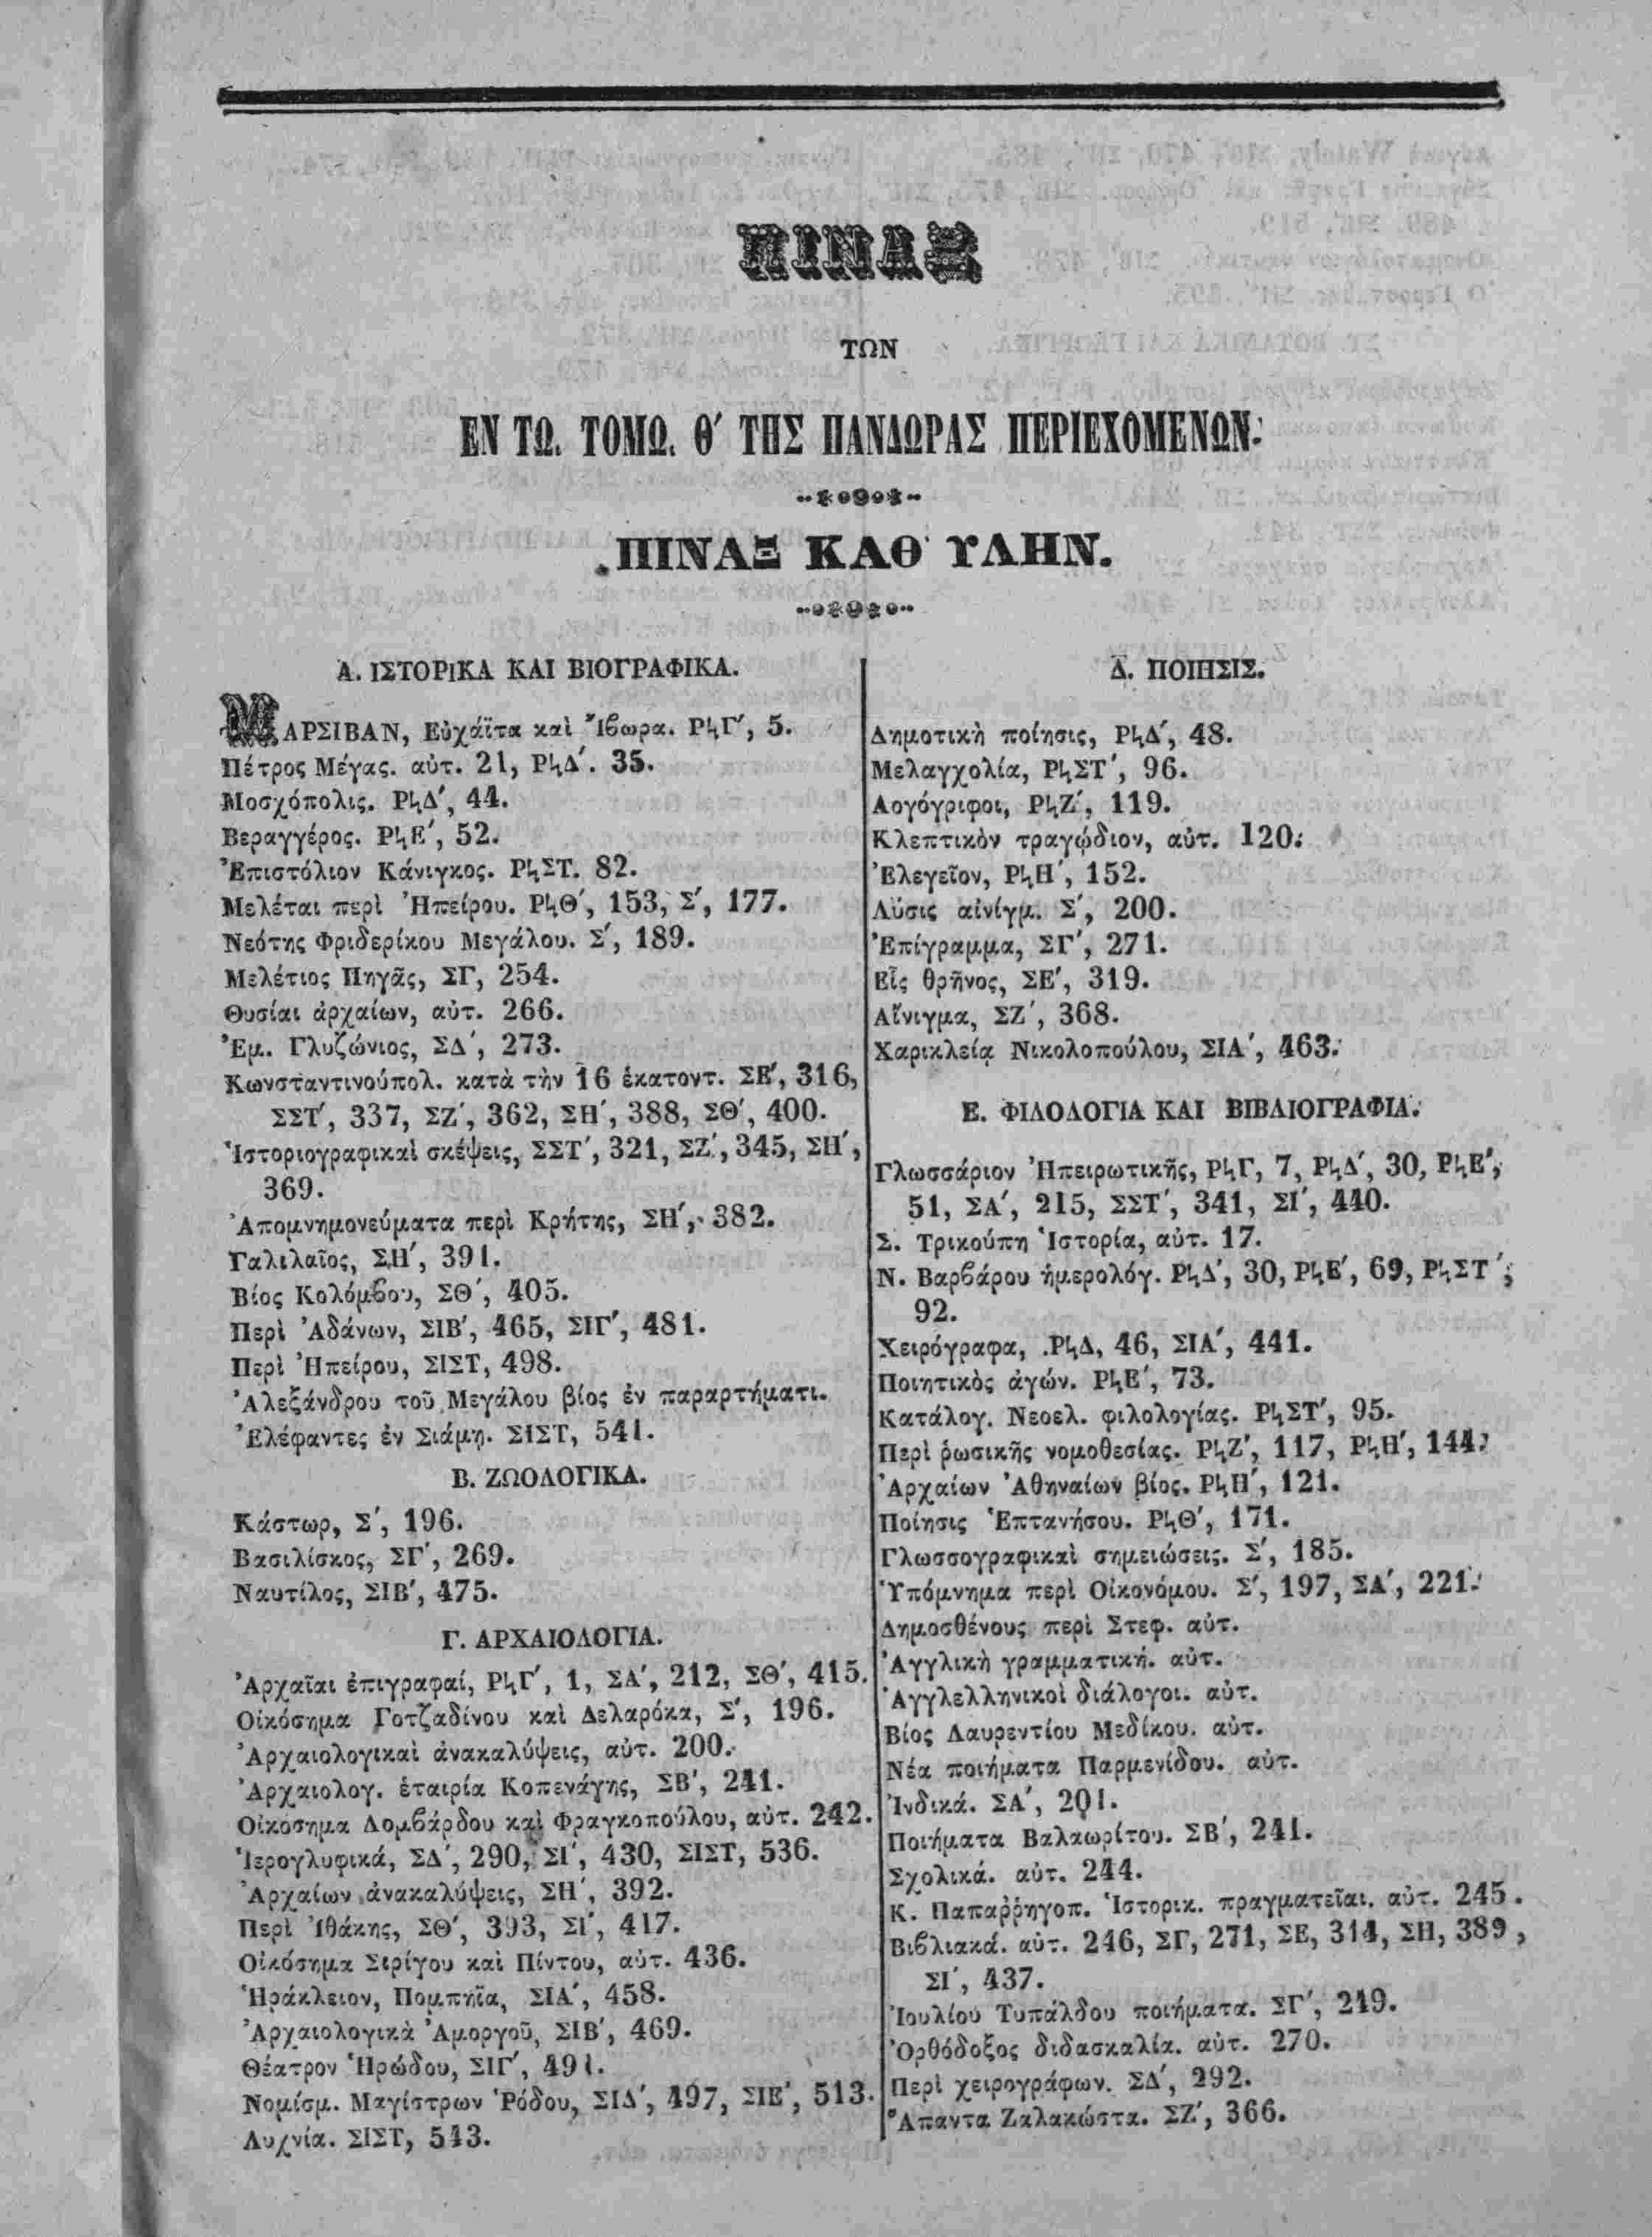 ΠΙΝΑΞ
ΤΩΝ
ΕΝ ΤΩ. ΤΟΜΩ. Θ΄ ΤΗΣ ΠΑΝΔΩΡΑΣ ΠΕΡΙΕΧΟΜΕΝΩΝ.
ΠΙΝΑΞ ΚΑΘ᾿ ΥΛΗΝ.
Α. ΙΣΤΟΡΙΚΑ ΚΑΙ ΒΙΟΓΡΑΦΙΚΑ.
ΜΑΡΣΙΒΑΝ, Εὐχάϊτα καὶ Ἴβωρα. ΡϞΓ΄, 5.
Πέτρος Μέγας. αὐτ. 21, ΡϞΔ΄. 35.
Μοσχόπολις. ΡϞΔ΄, 44.
Βεραγγέρος. ΡϞΕ΄, 52.
Ἐπιστόλιον Κάνιγκος. ΡϞΣΤ. 82.
Μελέται περὶ Ἠπείρου. ΡϞΘ΄, 153, Σ΄, 177.
Νεότης Φριδερίκου Μεγάλου. Σ΄, 189.
Μελέτιος Πηγᾶς, ΣΓ, 254.
Θυσίαι ἀρχαίων, αὐτ. 266.
Ἐμ. Γλυζώνιος, ΣΔ΄, 273.
Κωνσταντινούπολ. κατὰ τὴν 16 ἑκατοντ. ΣΕ΄, 316,
ΣΣΤ΄, 337, ΣΖ΄, 362, ΣΗ΄, 388, ΣΘ΄, 400.
Ἱστοριογραφικαὶ σκέψεις, ΣΣΤ΄, 321, ΣΖ΄, 345, ΣΗ΄,
369.
Ἀπομνημονεύματα περὶ Κρήτης, ΣΗ΄, 382.
Γαλιλαῖος, ΣΗ΄, 391.
Βίος Κολόμβου, ΣΘ΄, 405.
Περὶ Ἀδάνων, ΣΙΒ΄, 465, ΣΙΓ΄, 481.
Περὶ Ἠπείρου, ΣΙΣΤ, 498.
Ἀλεξάνδρου τοῦ Μεγάλου βίος ἐν παραρτήματι.
Ἐλέφαντες ἐν Σιάμῃ. ΣΙΣΤ, 541.
Β. ΖΩΟΛΟΓΙΚΑ.
Κάστωρ, Σ΄, 196.
Βασιλίσκος, ΣΓ΄, 269.
Ναυτίλος, ΣΙΒ΄, 475.
Γ. ΑΡΧΑΙΟΛΟΓΙΑ.
Ἀρχαῖαι ἐπιγραφαί, ΡϞΓ΄, 1, ΣΑ΄, 212, ΣΘ΄, 415.
Οἰκόσημα Γοτζαδίνου καὶ Δελαρόκα, Σ΄, 196.
Ἀρχαιολογικαὶ ἀνακαλύψεις, αὐτ. 200.
Ἀρχαιολογ. ἑταιρία Κοπενάγης, ΣΒ΄, 241.
Οἰκόσημα Λομβάρδου καὶ Φραγκοπούλου, αὐτ. 242.
Ἱερογλυφικά, ΣΔ΄, 290, ΣΙ΄, 430, ΣΙΣΤ, 536.
Ἀρχαίων ἀνακαλύψεις, ΣΗ΄, 392.
Περὶ Ἰθάκης, ΣΘ΄, 393, ΣΙ΄, 417.
Οἰκόσημα Σιρίγου καὶ Πίντου, αὐτ. 436.
Ἡράκλειον, Πομπηΐα, ΣΙΑ΄, 458.
Ἀρχαιολογικὰ Ἀμοργοῦ, ΣΙΒ΄, 469.
Θέατρον Ἡρώδου, ΣΙΓ΄, 491.
Νομίσμ. Μαγίστρων Ῥόδου, ΣΙΔ΄, 497, ΣΙΕ΄, 513.
Λυχνία. ΣΙΣΤ, 543.
Δ. ΠΟΙΗΣΙΣ.
Δημοτικὴ ποίησις, ΡϞΔ΄, 48.
Μελαγχολία, ΡϞΣΤ΄, 96.
Λογόγριφοι, ΡϞΖ΄, 119.
Κλεπτικὸν τραγῴδιον, αὐτ. 120.
Ἐλεγεῖον, ΡϞΗ΄, 152.
Λύσις αἰνίγμ. Σ΄, 200.
Ἐπίγραμμα, ΣΓ΄, 271.
Εἷς θρῆνος, ΣΕ΄, 319.
Αἴνιγμα, ΣΖ΄, 368.
Χαρικλείᾳ Νικολοπούλου, ΣΙΑ΄, 463.
Ε. ΦΙΛΟΛΟΓΙΑ ΚΑΙ ΒΙΒΛΙΟΓΡΑΦΙΑ.
Γλωσσάριον Ἠπειρωτικῆς, ΡϞΓ, 7, ΡϞΔ΄, 30, ΡϞΕ΄,
51, ΣΑ΄, 215, ΣΣΤ΄, 341, ΣΙ΄, 440.
Σ. Τρικούπη Ἱστορία, αὐτ. 17.
Ν. Βαρβάρου ἡμερολόγ. ΡϞΔ΄, 30, ΡϞΕ΄, 69, ΡϞΣΤ΄,
92.
Χειρόγραφα, ΡϞΔ, 46, ΣΙΑ΄, 441.
Ποιητικὸς ἀγών. ΡϞΕ΄, 73.
Κατάλογ. Νεοελ. φιλολογίας. ΡϞΣΤ΄, 95.
Περὶ ῥωσικῆς νομοθεσίας. ΡϞΖ΄, 117, ΡϞΗ΄, 144.
Ἀρχαίων Ἀθηναίων βίος. ΡϞΗ΄, 121.
Ποίησις Ἑπτανήσου. ΡϞΘ΄, 171.
Γλωσσογραφικαὶ σημειώσεις. Σ΄, 185.
Ὑπόμνημα περὶ Οἰκονόμου. Σ΄, 197, ΣΑ΄, 221.
Δημοσθένους περὶ Στεφ. αὐτ.
Ἀγγλικὴ γραμματική. αὐτ.
Ἀγγλελληνικοὶ διάλογοι. αὐτ.
Βίος Λαυρεντίου Μεδίκου. αὐτ.
Νέα ποιήματα Παρμενίδου. αὐτ.
Ἰνδικά. ΣΑ΄, 201.
Ποιήματα Βαλαωρίτου. ΣΒ΄, 241.
Σχολικά. αὐτ. 244.
Κ. Παπαῤῥηγοπ. Ἱστορικ. πραγματεῖαι. αὐτ. 245.
Βιβλιακά. αὐτ. 246, ΣΓ, 271, ΣΕ, 314, ΣΗ, 389,
ΣΙ΄, 437.
Ἰουλίου Τυπάλδου ποιήματα. ΣΓ΄, 249.
Ὀρθόδοξος διδασκαλία. αὐτ. 270.
Περὶ χειρογράφων. ΣΔ΄, 292.
Ἅπαντα Ζαλακώστα. ΣΖ΄, 366.